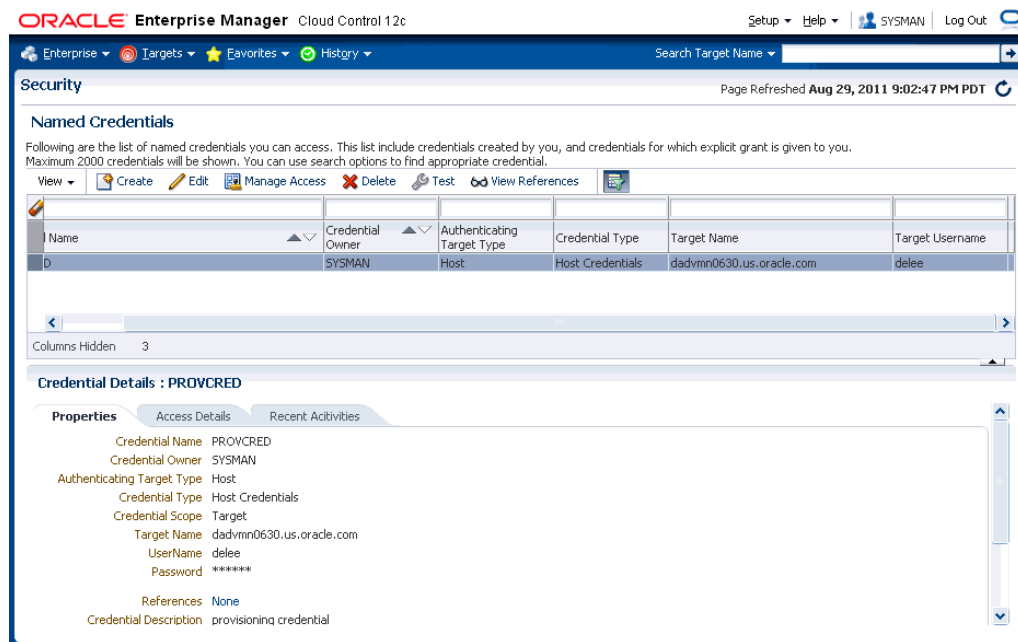 ORACLE Enterprise Manager Cloud Control 12c
Setup Help SYSMAN Log Out
Enterprise Targets Favorites History Search Target Name
Security
Page Refreshed Aug 29, 2011 9:02:47 PM PDT
Named Credentials
Following are the list of named credentials you can access. This list include credentials created by you, and credentials for which explicit grant is given to you.
Maximum 2000 credentials will be shown. You can use search options to find appropriate credential.
View Create Edit Manage Access Delete Test View References
l Name Credential Owner Authenticating Target Type Credential Type Target Name Target Username
D SYSMAN Host Host Credentials dadvmn0630.us.oracle.com delee
Columns Hidden 3
Credential Details : PROVCRED
Properties Access Details Recent Acitivities
Credential Name PROVCRED
Credential Owner SYSMAN
Authenticating Target Type Host
Credential Type Host Credentials
Credential Scope Target
Target Name dadvmn0630.us.oracle.com
UserName delee
Password ******
References None
Credential Description provisioning credential